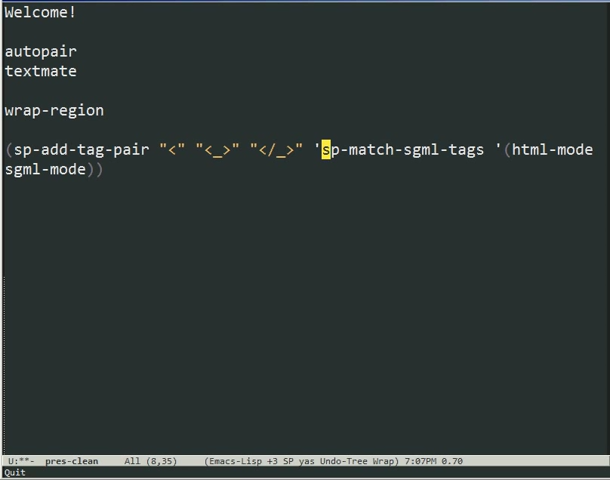 Welcome!
autopair
textmate
wrap-region
(sp-add-tag-pair "<" "<_>" "</_>" 'sp-match-sgml-tags '(html-mode
sgml-mode))
U:**-  pres-clean     All (8,35)     (Emacs-Lisp +3 SP yas Undo-Tree Wrap) 7:07PM 0.70
Quit